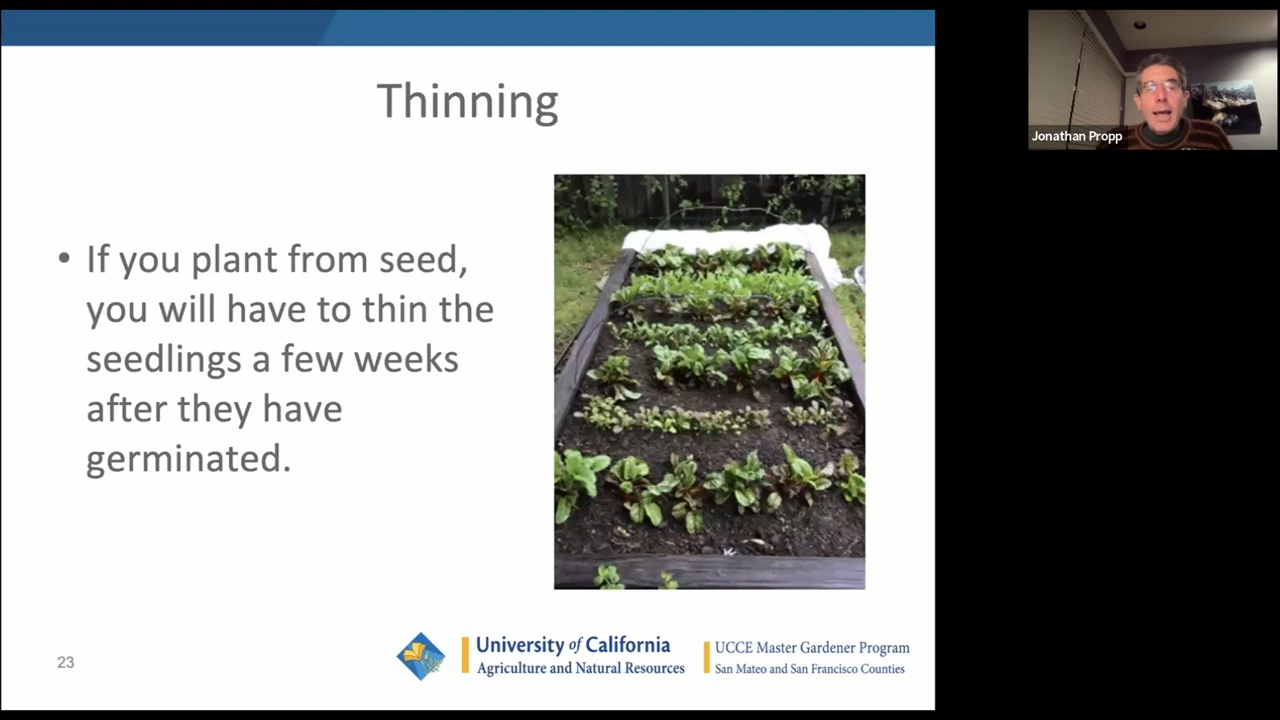 Thinning
• If you plant from seed,
you will have to thin the
seedlings a few weeks
after they have
germinated.
23
University of California
Agriculture and Natural Resources
UCCE Master Gardener Program
San Mateo and San Francisco Counties
Jonathan Propp